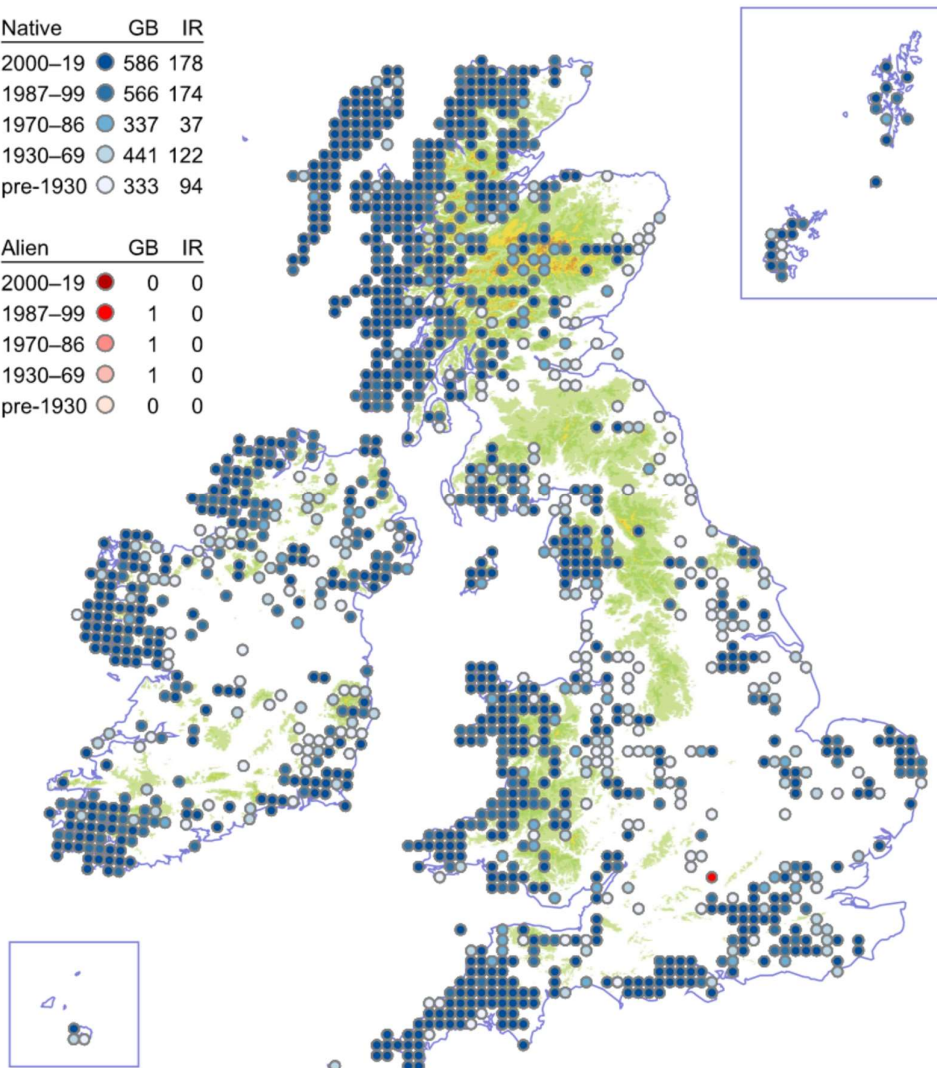 Native GB IR
2000–19 586 178
1987–99 566 174
1970–86 337 37
1930–69 441 122
pre-1930 333 94
Alien GB IR
2000–19 0 0
1987–99 1 0
1970–86 1 0
1930–69 1 0
pre-1930 0 0